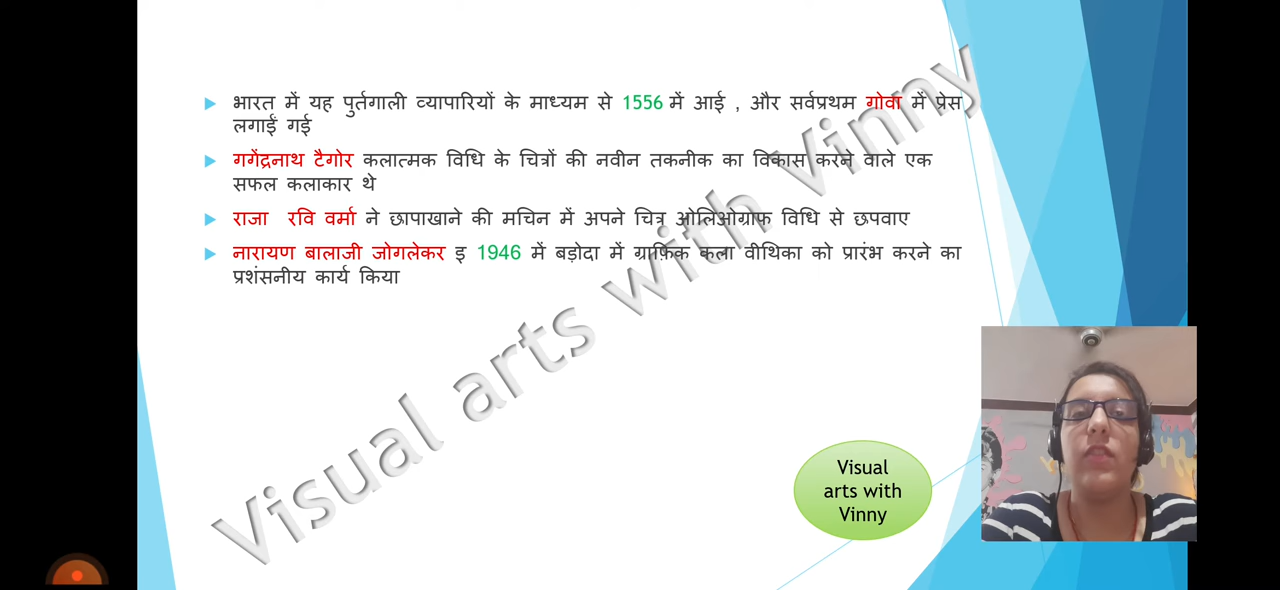 भारत में यह पुर्तगाली व्यापारियों के माध्यम से 1556 में आई , और सर्वप्रथम गोवा में प्रेस
लगाई गई
गगेंद्रनाथ टैगोर कलात्मक विधि के चित्रों की नवीन तकनीक का विकास करने वाले एक
सफल कलाकार थे
राजा रवि वर्मा ने छापाखाने की मचिन में अपने चित्र ओलिओग्राफ विधि से छपवाए
नारायण बालाजी जोगलेकर इ 1946 में बड़ोदा में ग्राफ़िक कला वीथिका को प्रारंभ करने का
प्रशंसनीय कार्य किया
Visual arts with Vinny
Visual
arts with
Vinny